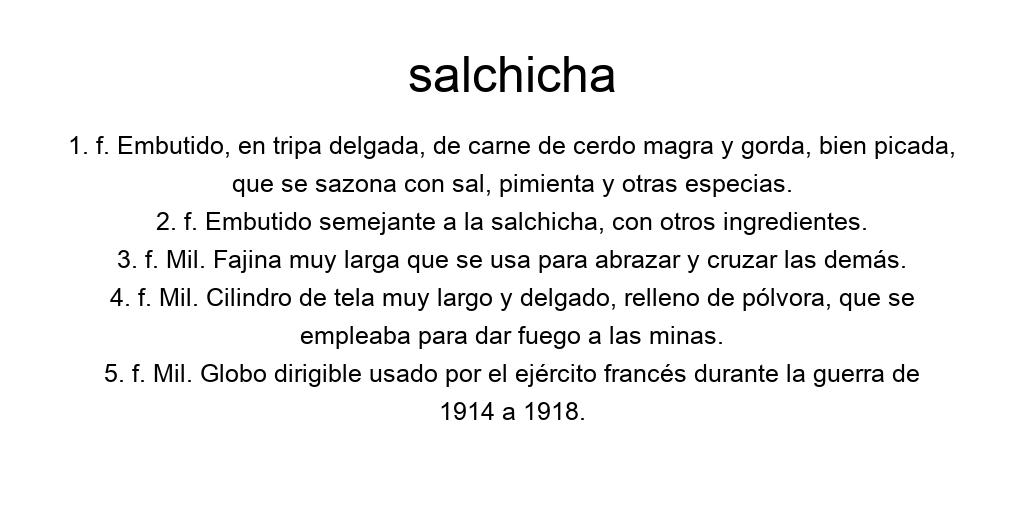 salchicha
1. f. Embutido, en tripa delgada, de carne de cerdo magra y gorda, bien picada,
que se sazona con sal, pimienta y otras especias.
2. f. Embutido semejante a la salchicha, con otros ingredientes.
3. f. Mil. Fajina muy larga que se usa para abrazar y cruzar las demás.
4. f. Mil. Cilindro de tela muy largo y delgado, relleno de pólvora, que se
empleaba para dar fuego a las minas.
5. f. Mil. Globo dirigible usado por el ejército francés durante la guerra de
1914 a 1918.